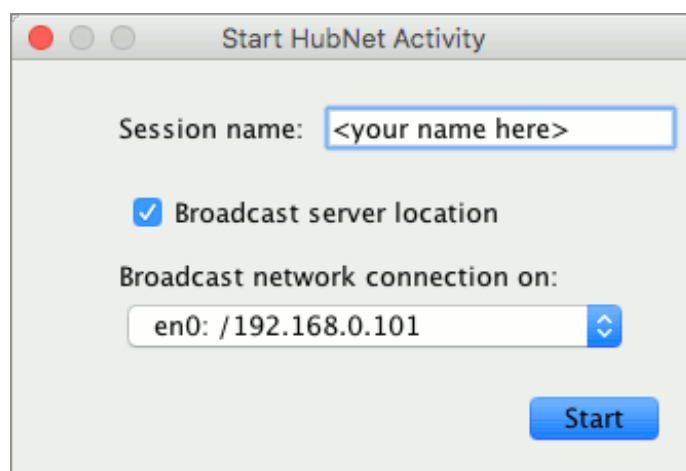 Start HubNet Activity
Session name: <your name here>
Broadcast server location
Broadcast network connection on:
en0: /192.168.0.101
Start